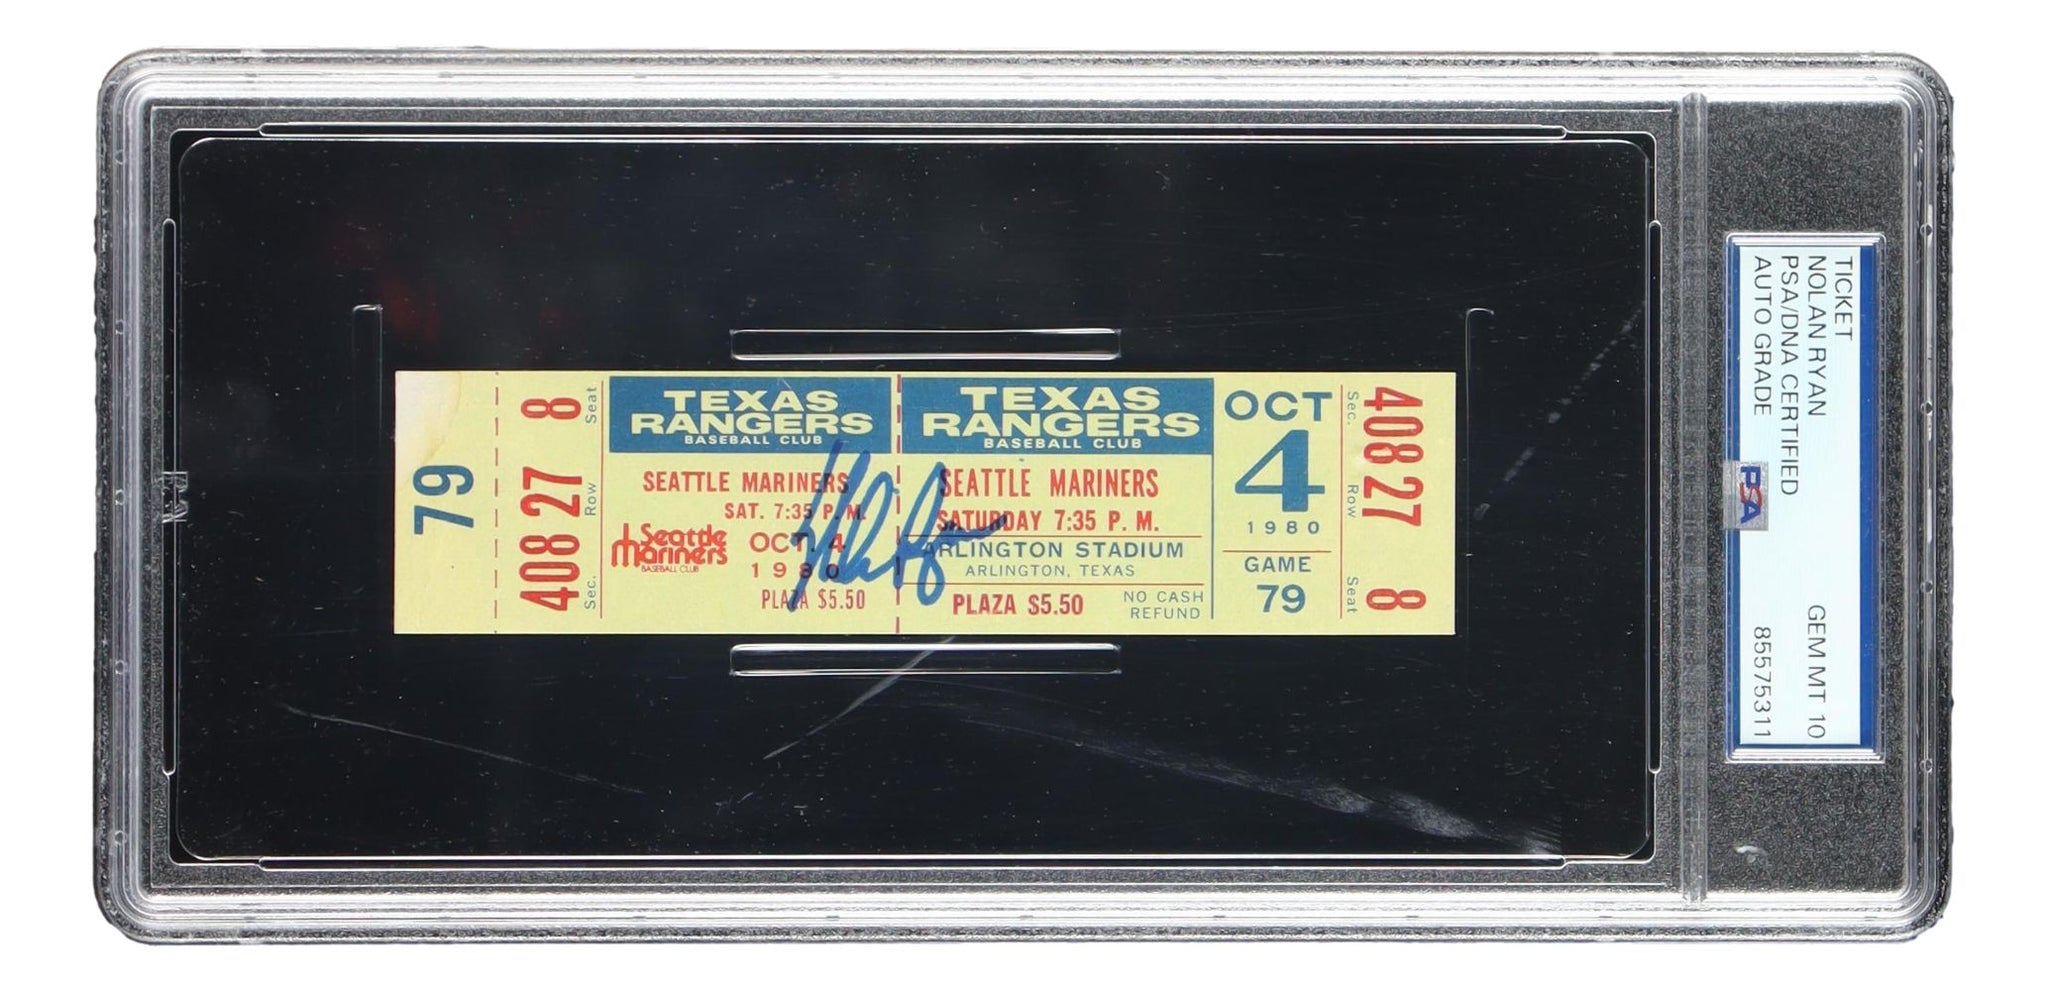 79
408 27 8
Sec. Row Seat
TEXAS
RANGERS
BASEBALL CLUB
SEATTLE MARINERS
SAT. 7:35 P. M.
Seattle
Mariners
BASEBALL CLUB
OCT. 4
1980
PLAZA $5.50
Nolan Ryan
TEXAS
RANGERS
BASEBALL CLUB
SEATTLE MARINERS
SATURDAY 7:35 P. M.
ARLINGTON STADIUM
ARLINGTON, TEXAS
PLAZA $5.50
NO CASH
REFUND
OCT
4
1980
GAME
79
Sec. Row Seat
408 27 8
TICKET
NOLAN RYAN GEM MT 10
PSA/DNA CERTIFIED
AUTO GRADE 85575311
PSA